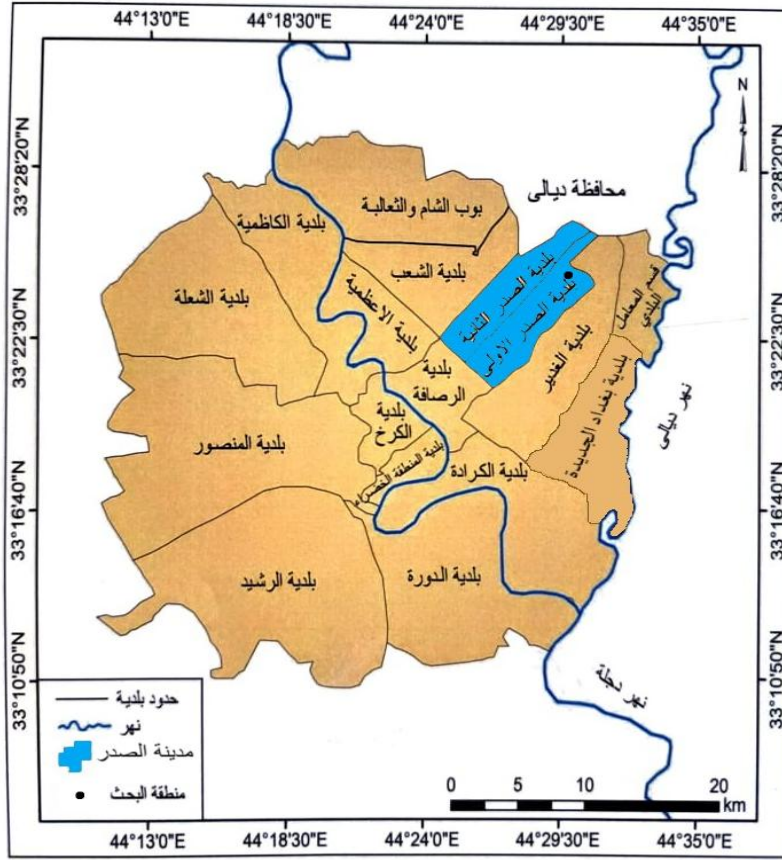 44°13'0"E 44°18'30"E 44°24'0"E 44°29'30"E 44°35'0"E
N
33°28'20"N
33°28'20"N
33°22'30"N
33°22'30"N
33°16'40"N
33°16'40"N
33°10'50"N
33°10'50"N
محافظة ديالى
بوب الشام والثعالبة
بلدية الكاظمية
بلدية الشعب
بلدية الشعلة
بلدية الاعظمية
بلدية الصدر الثانية
بلدية الصدر الاولى
قسم المعامل
البلدي
بلدية الغدير
بلدية بغداد الجديدة
نهر ديالى
بلدية
الرصافة
بلدية
الكرخ
بلدية المنصور
بلدية المنطقة الخضراء
بلدية الكرادة
بلدية الرشيد
بلدية الدورة
نهر دجلة
حدود بلدية
نهر
مدينة الصدر
منطقة البحث
0 5 10 20
km
44°13'0"E 44°18'30"E 44°24'0"E 44°29'30"E 44°35'0"E